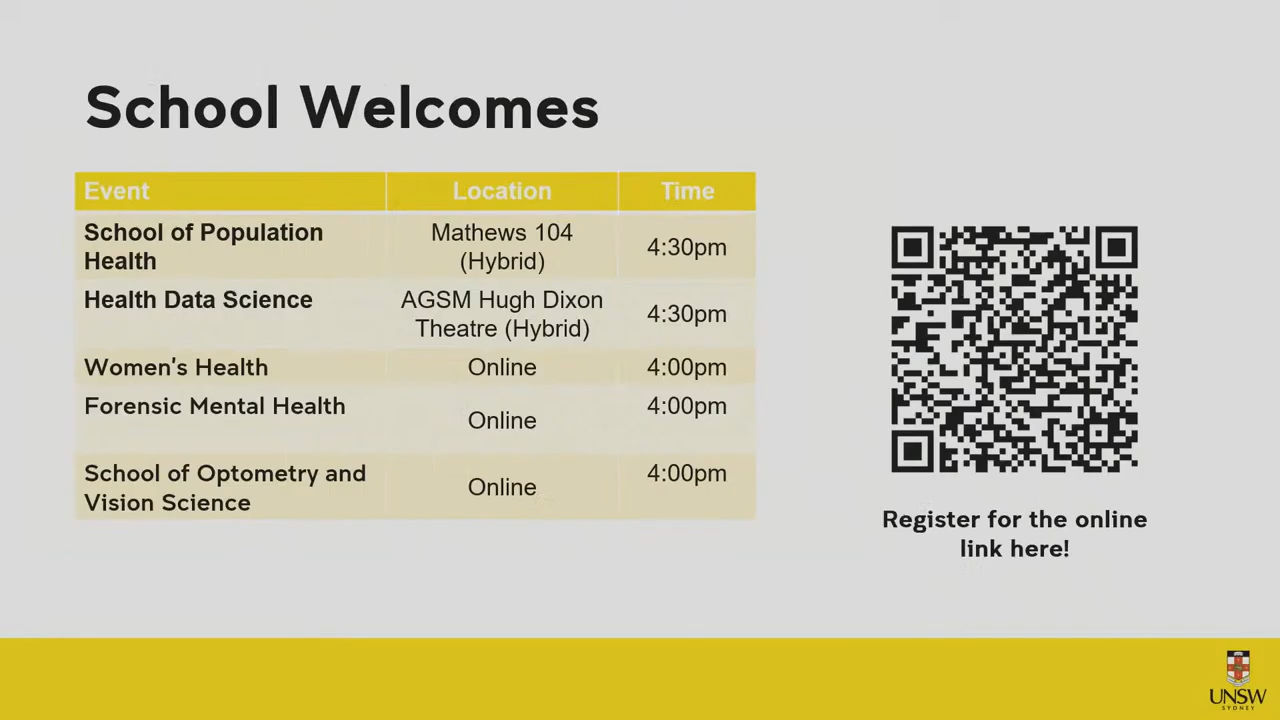 School Welcomes
Event Location Time
School of Population
Health
Mathews 104
(Hybrid)
4:30pm
Health Data Science
AGSM Hugh Dixon
Theatre (Hybrid)
4:30pm
Women's Health Online 4:00pm
Forensic Mental Health
Online
4:00pm
School of Optometry and
Vision Science
Online
4:00pm
Register for the online
link here!
UNSW
SYDNEY